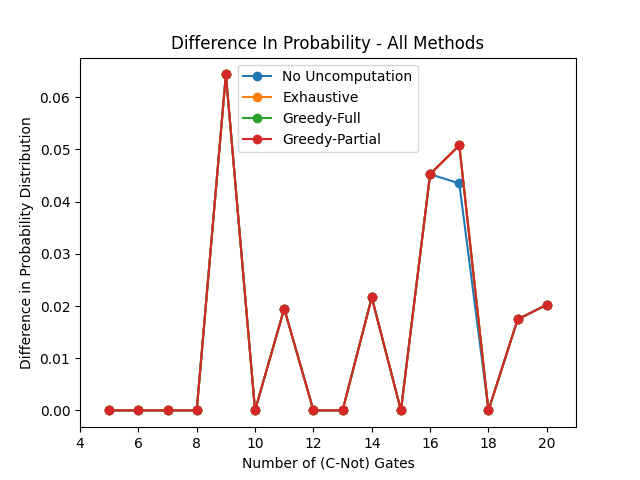 Difference In Probability - All Methods
No Uncomputation
Exhaustive
Greedy-Full
Greedy-Partial
Difference in Probability Distribution
0.06
0.05
0.04
0.03
0.02
0.01
0.00
4 6 8 10 12 14 16 18 20
Number of (C-Not) Gates